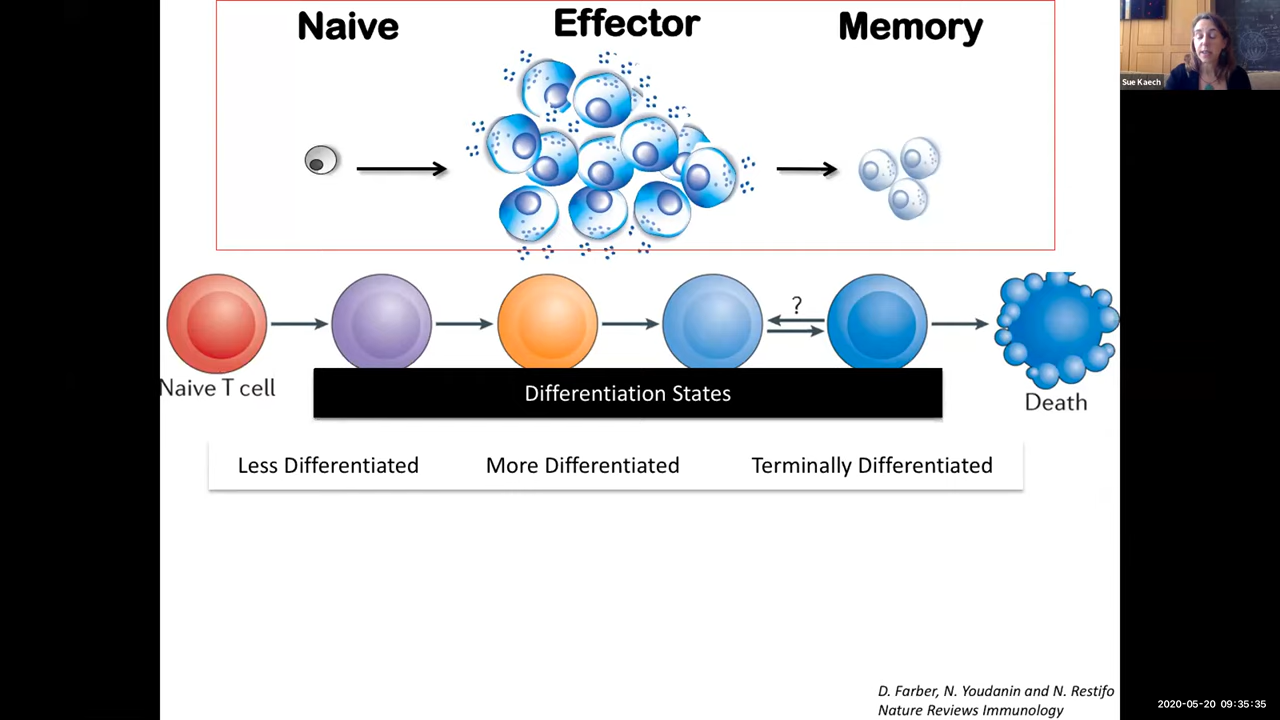 Naive
Effector
Memory
Sue Kaech
?
Naive T cell
Differentiation States
Death
Less Differentiated
More Differentiated
Terminally Differentiated
D. Farber, N. Youdanin and N. Restifo
Nature Reviews Immunology
2020-05-20 09:35:35